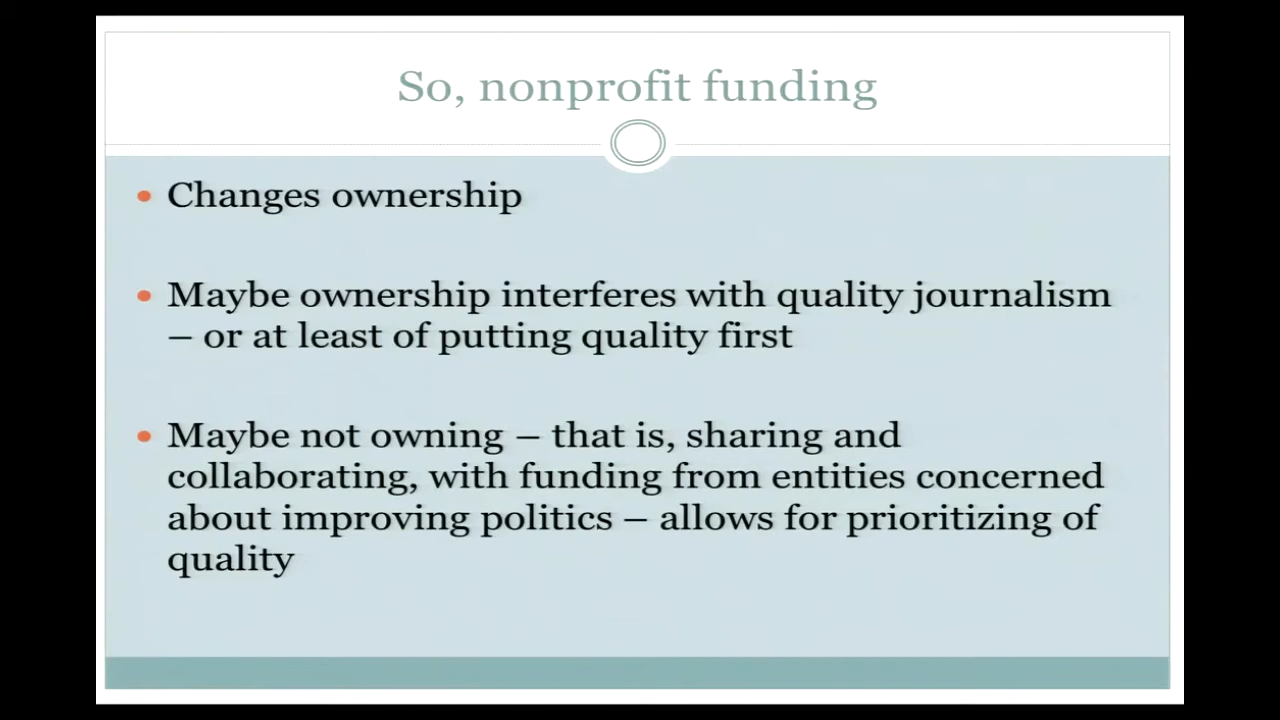 So, nonprofit funding
• Changes ownership
• Maybe ownership interferes with quality journalism
– or at least of putting quality first
• Maybe not owning – that is, sharing and
collaborating, with funding from entities concerned
about improving politics – allows for prioritizing of
quality